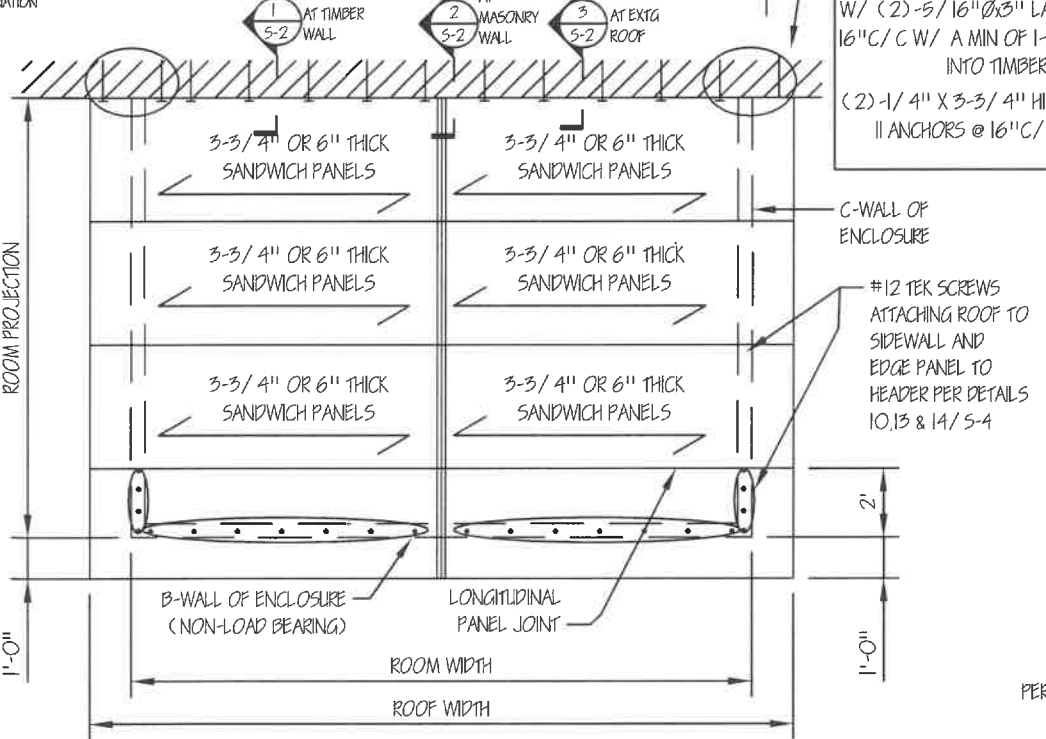 1
S-2
AT TIMBER
WALL
2
S-2
MASONRY
WALL
3
S-2
AT EXTG
ROOF
16"C/C W/ A MIN OF
INTO TIMBER
(2)-1/4" X 3-3/4"
II ANCHORS @ 16"C/
3-3/4" OR 6" THICK
SANDWICH PANELS
3-3/4" OR 6" THICK
SANDWICH PANELS
C-WALL OF
ENCLOSURE
ROOM PROJECTION
3-3/4" OR 6" THICK
SANDWICH PANELS
3-3/4" OR 6" THICK
SANDWICH PANELS
#12 TEK SCREWS
ATTACHING ROOF TO
SIDEWALL AND
EDGE PANEL TO
HEADER PER DETAILS
10,13 & 14/S-4
3-3/4" OR 6" THICK
SANDWICH PANELS
3-3/4" OR 6" THICK
SANDWICH PANELS
2'
B-WALL OF ENCLOSURE
(NON-LOAD BEARING)
LONGITUDINAL
PANEL JOINT
1'-0"
1'-0"
ROOM WIDTH
ROOF WIDTH
PER